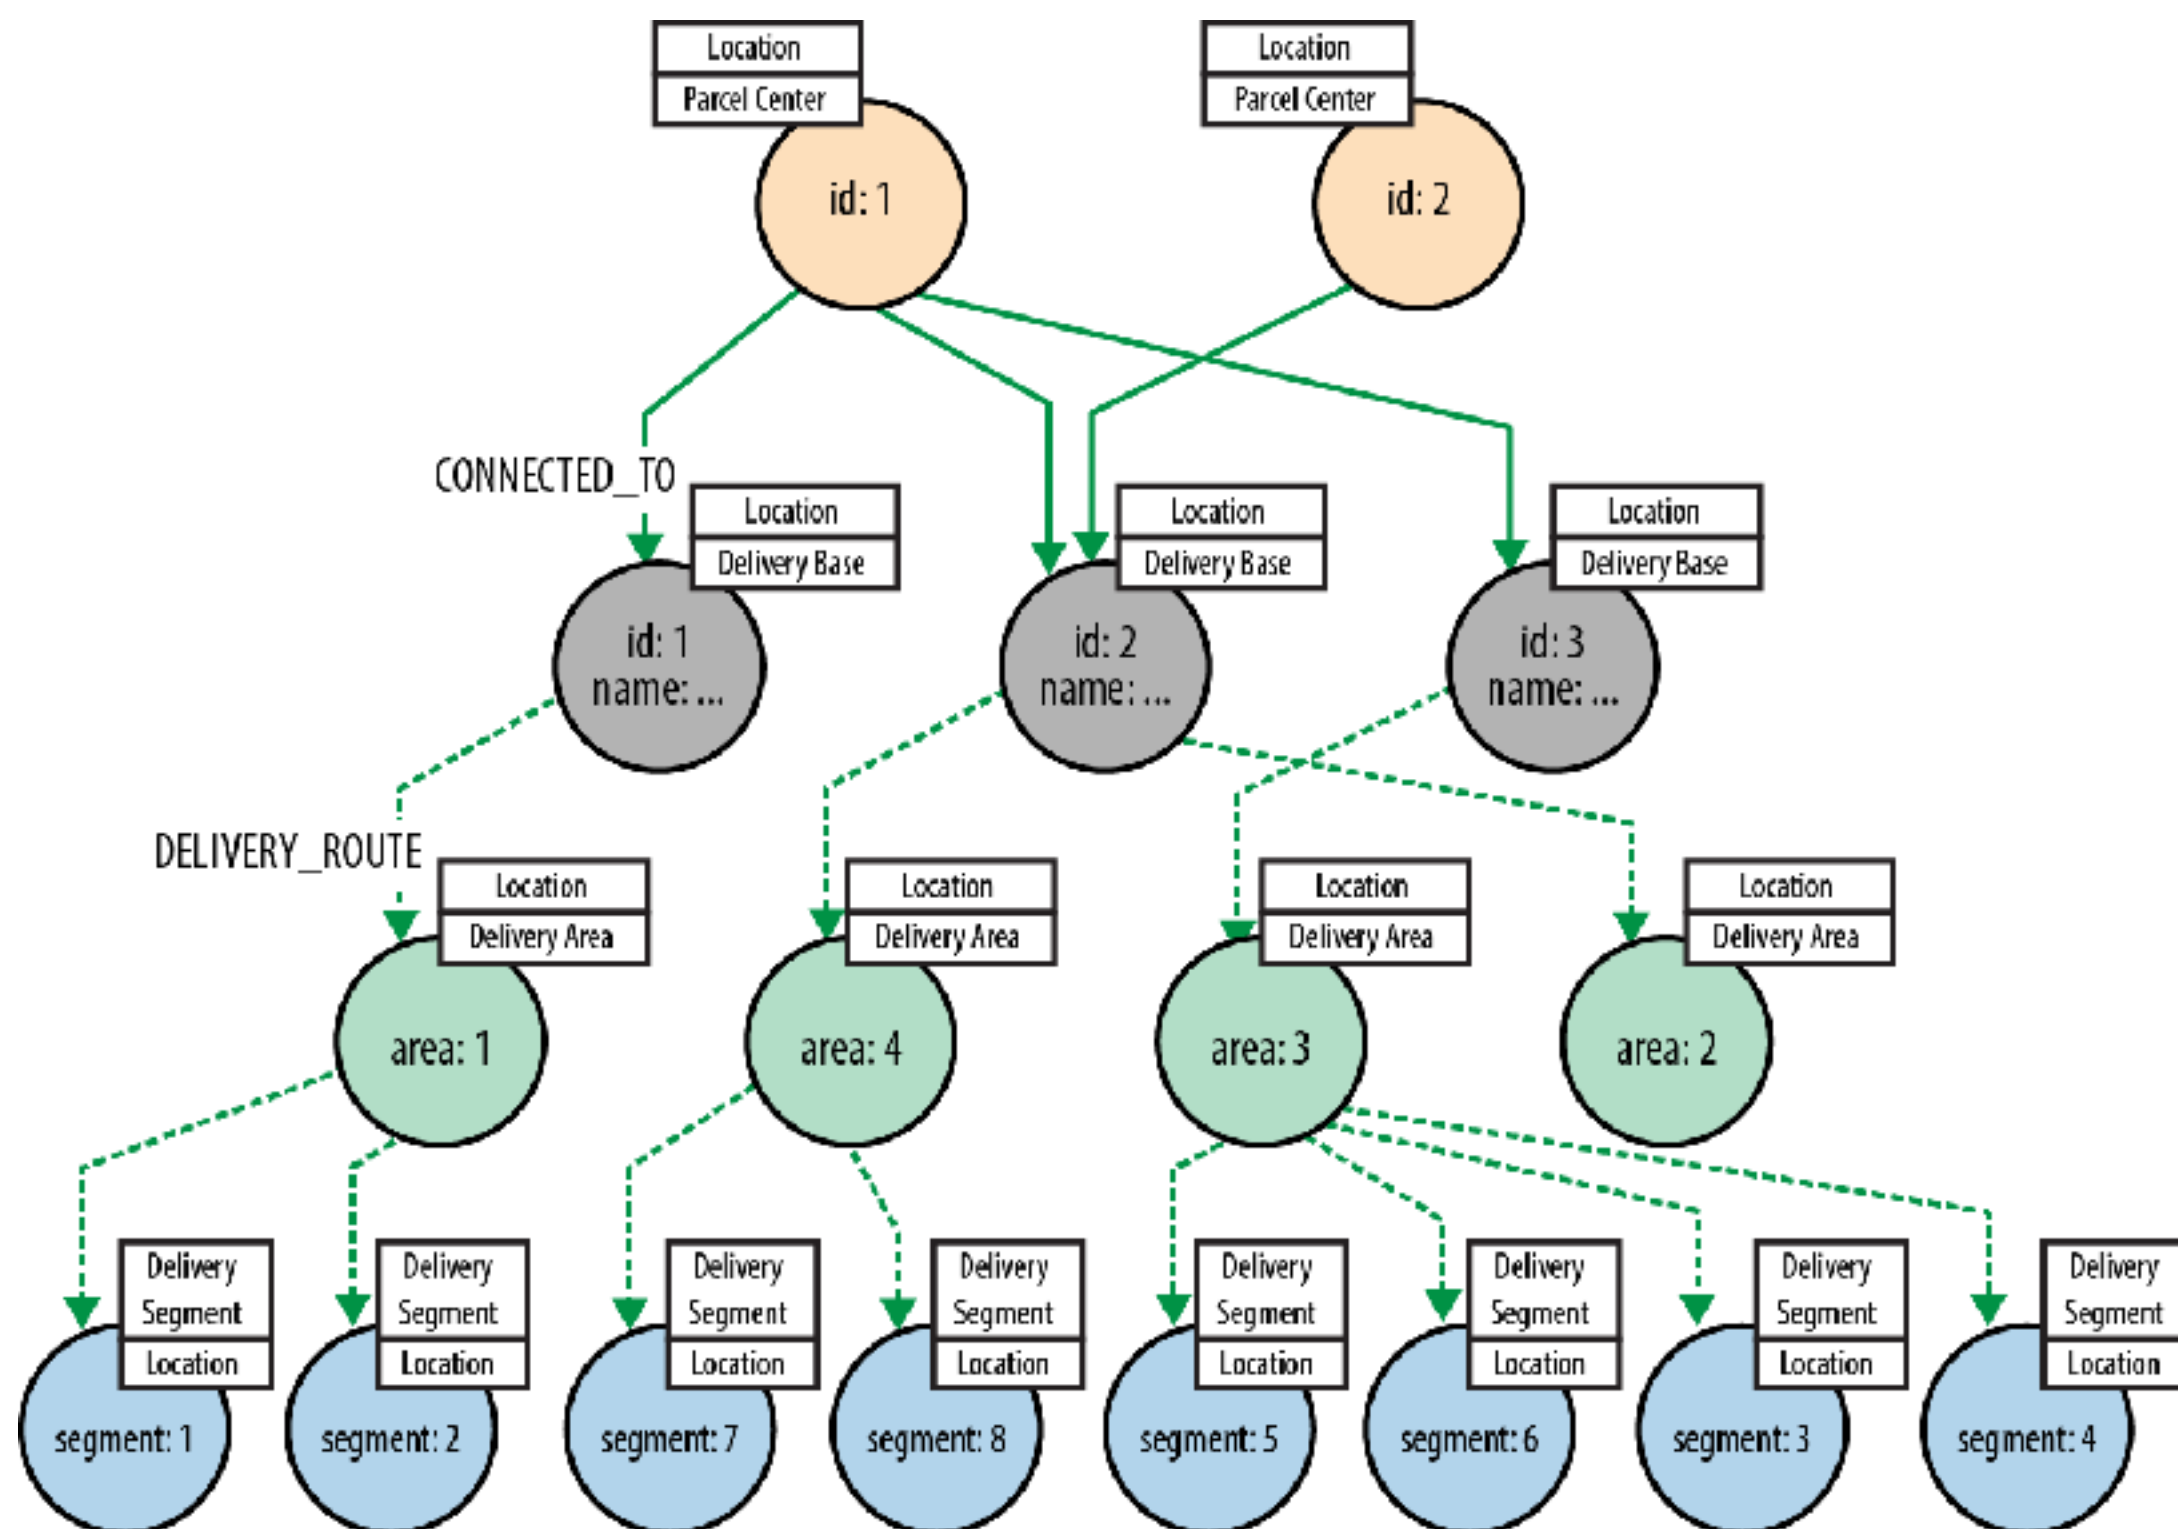 Location
Parcel Center
id: 1
Location
Parcel Center
id: 2
CONNECTED_TO
Location
Delivery Base
id: 1
name: ...
Location
Delivery Base
id: 2
name: ...
Location
Delivery Base
id: 3
name: ...
DELIVERY_ROUTE
Location
Delivery Area
area: 1
Location
Delivery Area
area: 4
Location
Delivery Area
area: 3
Location
Delivery Area
area: 2
Delivery
Segment
Location
segment: 1
Delivery
Segment
Location
segment: 2
Delivery
Segment
Location
segment: 7
Delivery
Segment
Location
segment: 8
Delivery
Segment
Location
segment: 5
Delivery
Segment
Location
segment: 6
Delivery
Segment
Location
segment: 3
Delivery
Segment
Location
segment: 4